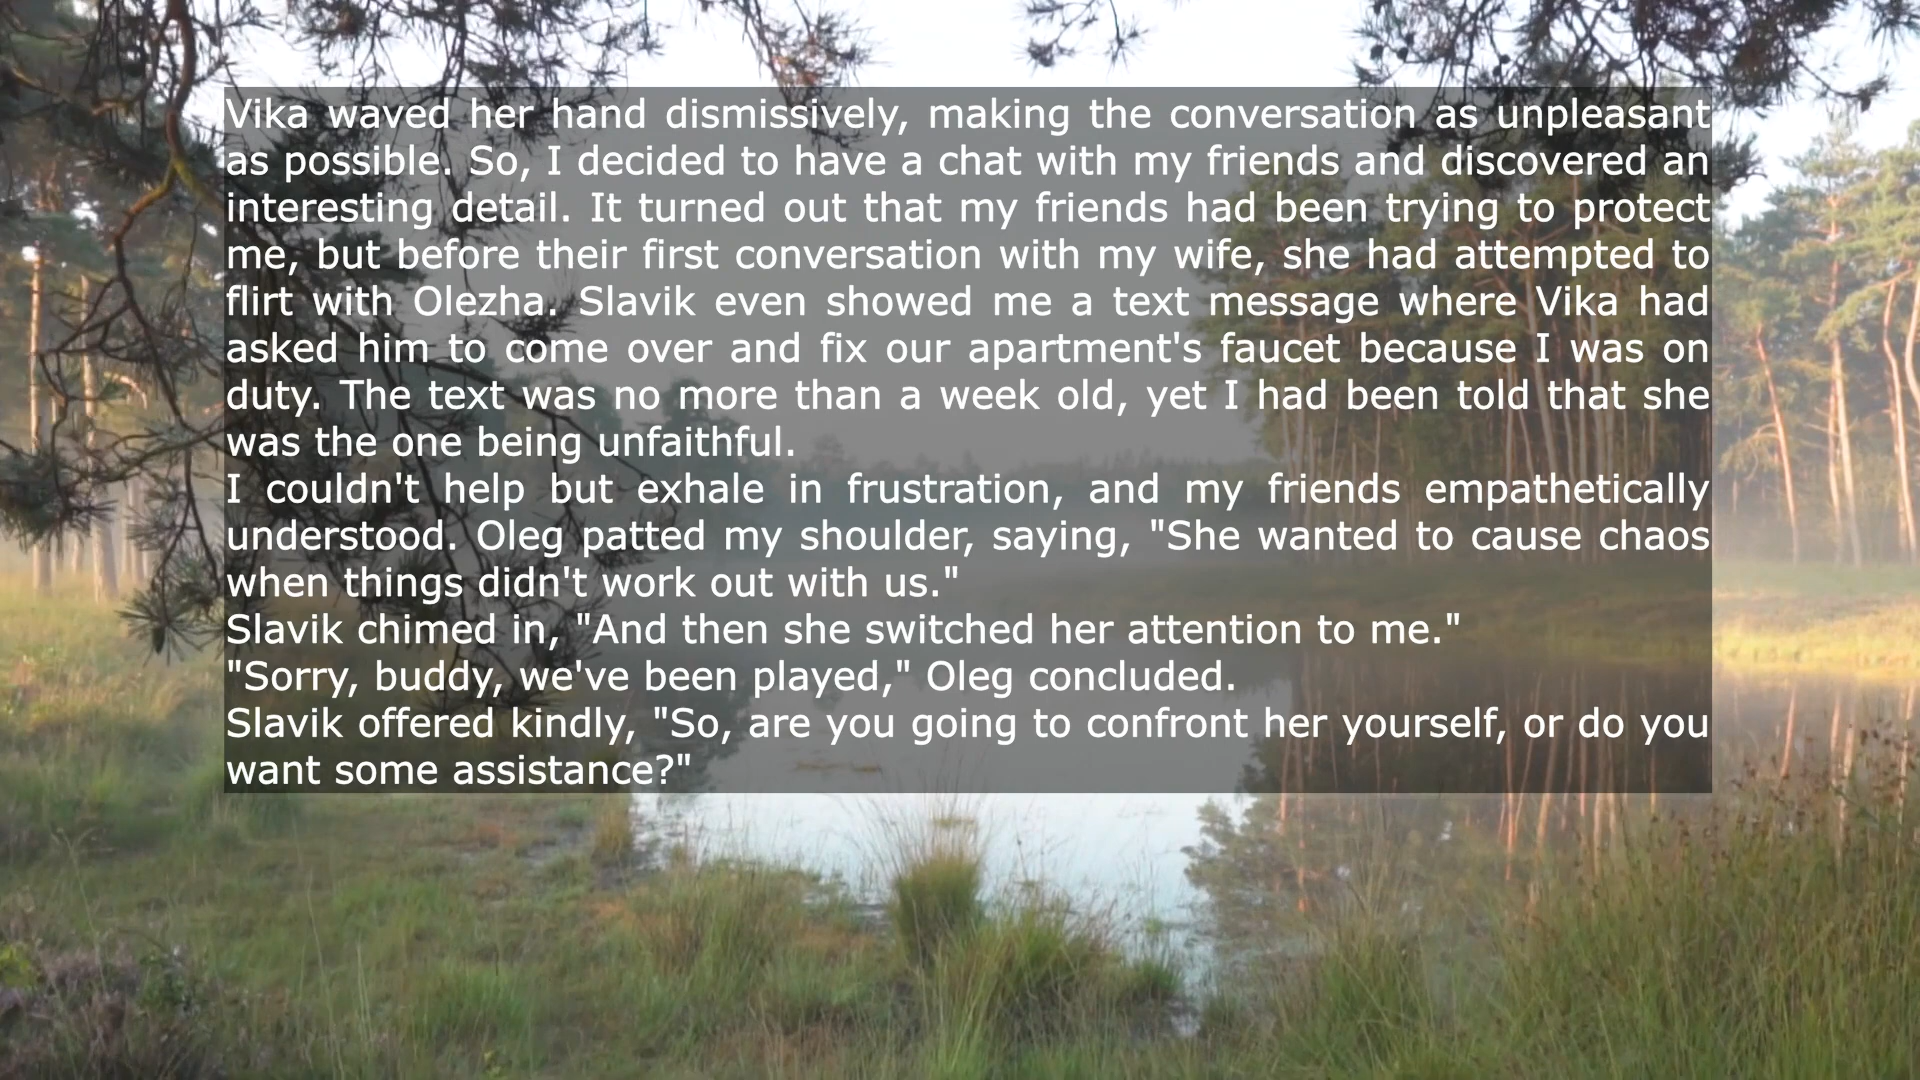 Vika waved her hand dismissively, making the conversation as unpleasant
as possible. So, I decided to have a chat with my friends and discovered an
interesting detail. It turned out that my friends had been trying to protect
me, but before their first conversation with my wife, she had attempted to
flirt with Olezha. Slavik even showed me a text message where Vika had
asked him to come over and fix our apartment's faucet because I was on
duty. The text was no more than a week old, yet I had been told that she
was the one being unfaithful.
I couldn't help but exhale in frustration, and my friends empathetically
understood. Oleg patted my shoulder, saying, "She wanted to cause chaos
when things didn't work out with us."
Slavik chimed in, "And then she switched her attention to me."
"Sorry, buddy, we've been played," Oleg concluded.
Slavik offered kindly, "So, are you going to confront her yourself, or do you
want some assistance?"